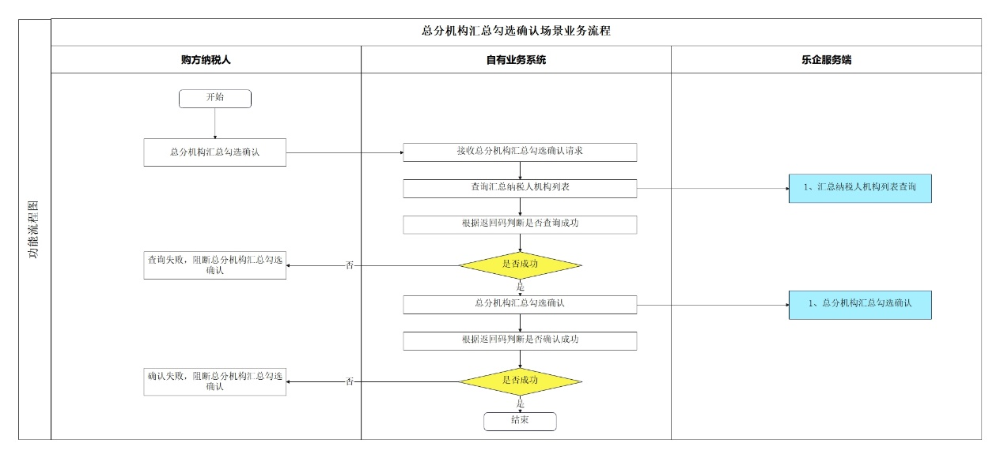 总分机构汇总勾选确认场景业务流程
功能流程图
购方纳税人
自有业务系统
乐企服务端
开始
总分机构汇总勾选确认
接收总分机构汇总勾选确认请求
查询汇总纳税人机构列表
1、汇总纳税人机构列表查询
根据返回码判断是否查询成功
查询失败，阻断总分机构汇总勾选
确认
否
是否成功
是
总分机构汇总勾选确认
1、总分机构汇总勾选确认
根据返回码判断是否确认成功
确认失败，阻断总分机构汇总勾选
确认
否
是否成功
是
结束